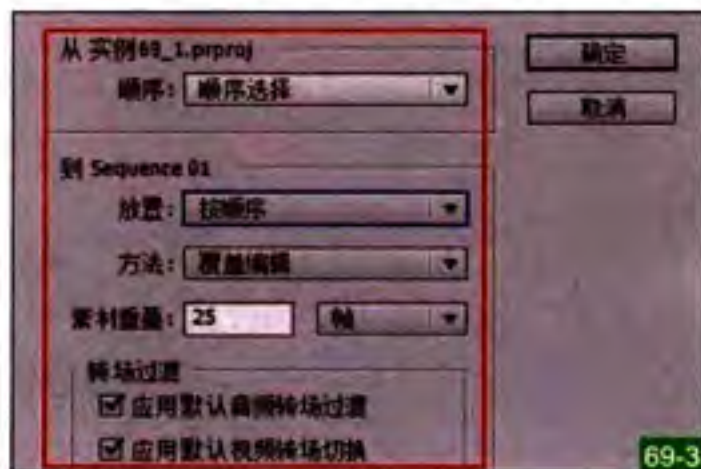 从 实例69_1.prproj
确定
顺序: 顺序选择
取消
到 Sequence 01
放置: 按顺序
方法: 覆盖编辑
素材重叠: 25 帧
转场过渡
应用默认音频转场过渡
应用默认视频转场切换
69-3